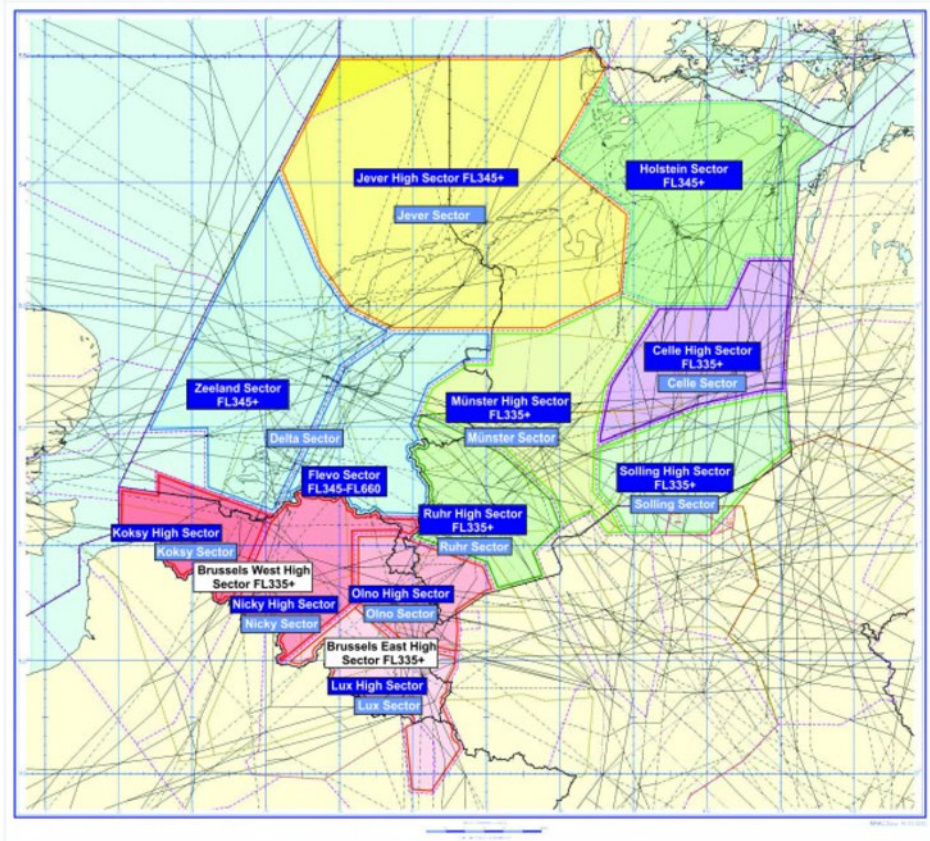 Jever High Sector FL345+
Jever Sector
Holstein Sector
FL345+
Celle High Sector
FL335+
Celle Sector
Zeeland Sector
FL345+
Münster High Sector
FL335+
Münster Sector
Delta Sector
Flevo Sector
FL345-FL660
Solling High Sector
FL335+
Solling Sector
Ruhr High Sector
FL335+
Ruhr Sector
Koksy High Sector
Koksy Sector
Brussels West High
Sector FL335+
Nicky High Sector
Nicky Sector
Olno High Sector
Olno Sector
Brussels East High
Sector FL335+
Lux High Sector
Lux Sector